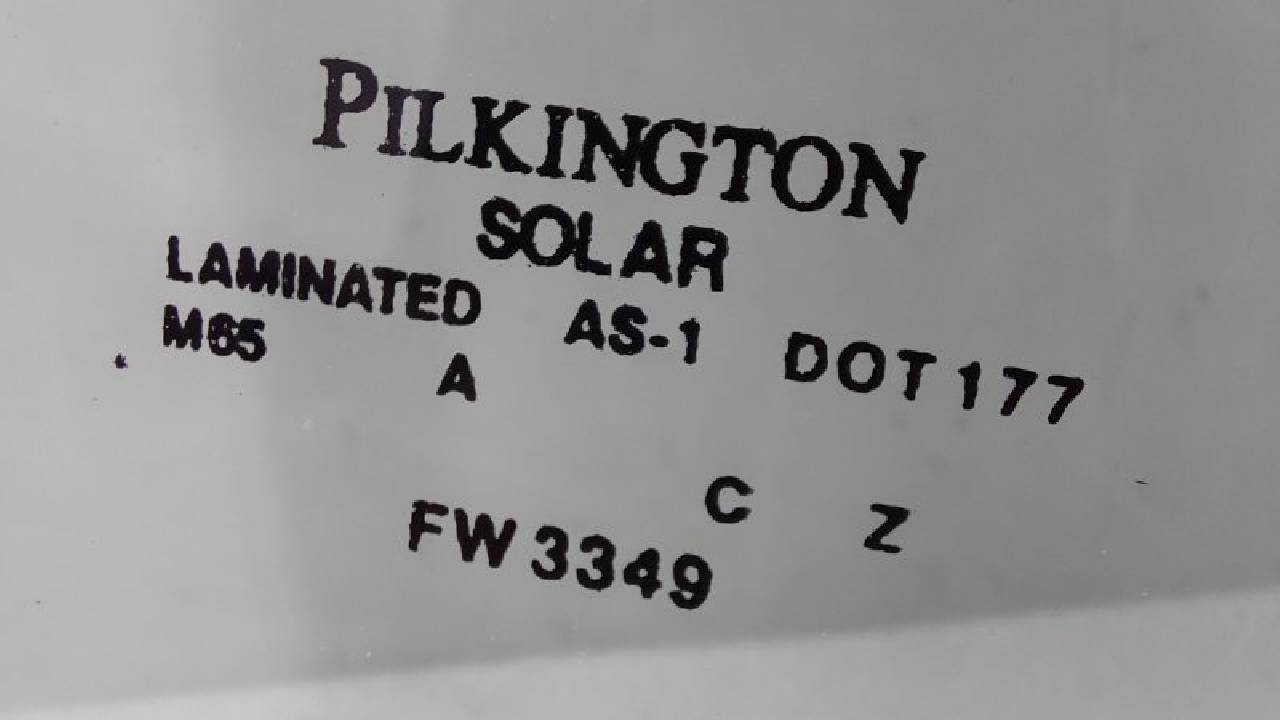 PILKINGTON
SOLAR
LAMINATED AS-1 DOT 177
M65 A
C Z
FW 3349